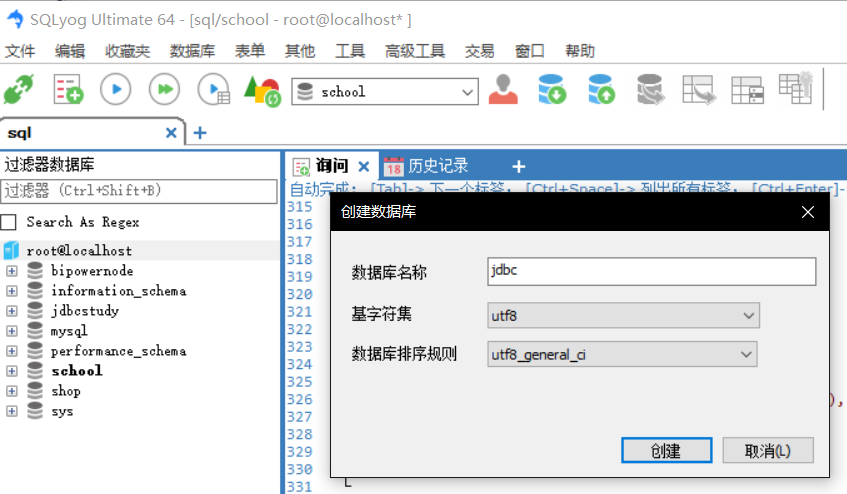 SQLyog Ultimate 64 - [sql/school - root@localhost* ]
文件 编辑 收藏夹 数据库 表单 其他 工具 高级工具 交易 窗口 帮助
school
sql
过滤器数据库
过滤器 (Ctrl+Shift+B)
Search As Regex
root@localhost
bipowernode
information_schema
jdbcstudy
mysql
performance_schema
school
shop
sys
询问 18 历史记录
自动完成: [Tab]-> 下一个标签, [Ctrl+Space]-> 列出所有标签, [Ctrl+Enter]-
315
316
317
318
319
320
321
322
323
324
325
326
327
328
329
330
331
),
创建数据库
数据库名称 jdbc
基字符集 utf8
数据库排序规则 utf8_general_ci
创建 取消(L)